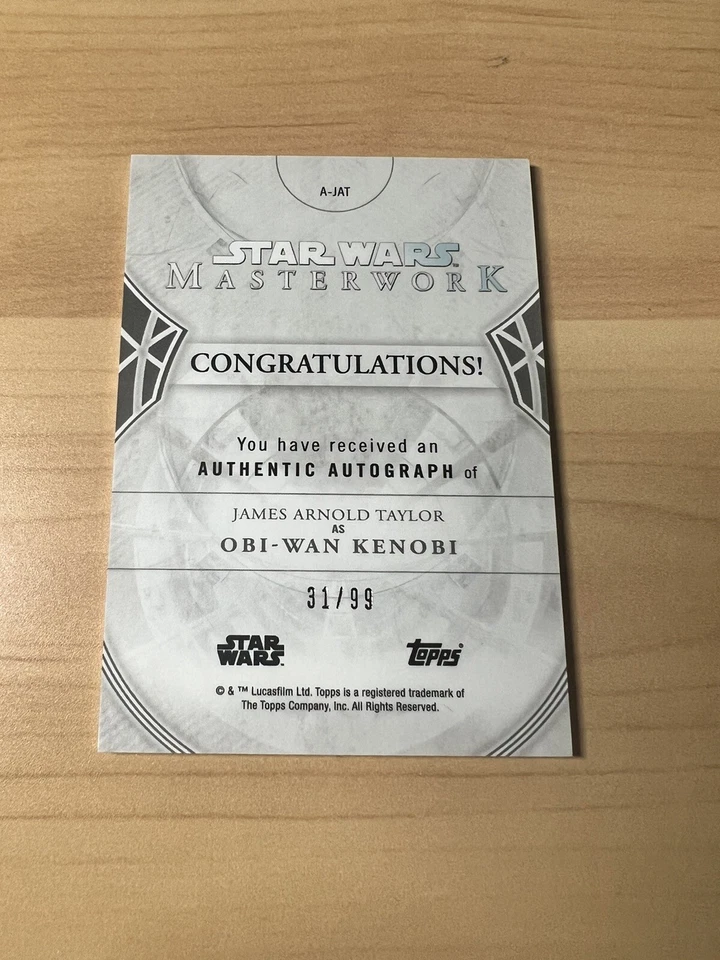 A-JAT
STAR WARS™
MASTERWORK
CONGRATULATIONS!
You have received an
AUTHENTIC AUTOGRAPH of
JAMES ARNOLD TAYLOR
AS
OBI-WAN KENOBI
31/99
STAR WARS topps®
© & ™ Lucasfilm Ltd. Topps is a registered trademark of
The Topps Company, Inc. All Rights Reserved.